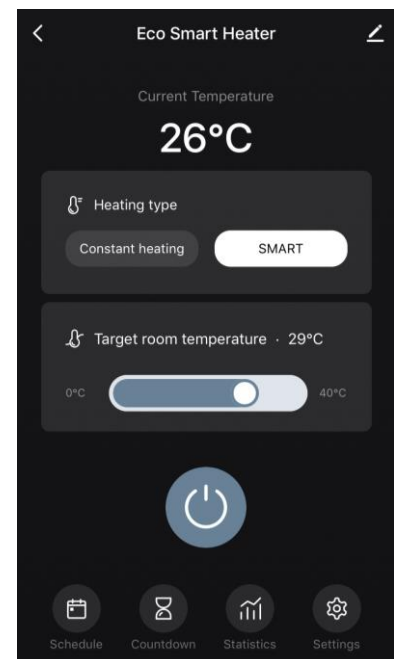 Eco Smart Heater
Current Temperature
26°C
Heating type
Constant heating SMART
Target room temperature · 29°C
0°C 40°C
Schedule Countdown Statistics Settings